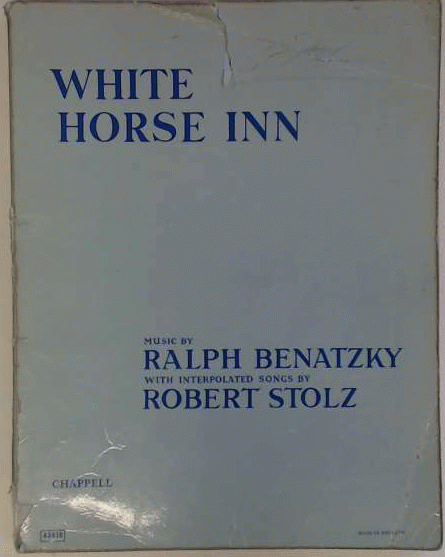 WHITE
HORSE INN
MUSIC BY
RALPH BENATZKY
WITH INTERPOLATED SONGS BY
ROBERT STOLZ
CHAPPELL